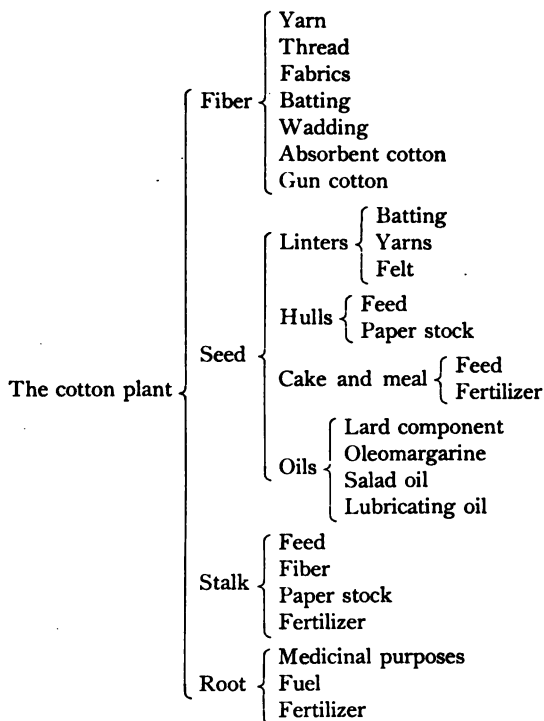 Yarn
Thread
Fabrics
Fiber Batting
Wadding
Absorbent cotton
Gun cotton
Batting
Linters Yarns
Felt
Hulls Feed
Paper stock
Seed
Cake and meal Feed
Fertilizer
The cotton plant
Lard component
Oleomargarine
Oils Salad oil
Lubricating oil
Feed
Fiber
Stalk Paper stock
Fertilizer
Medicinal purposes
Root Fuel
Fertilizer